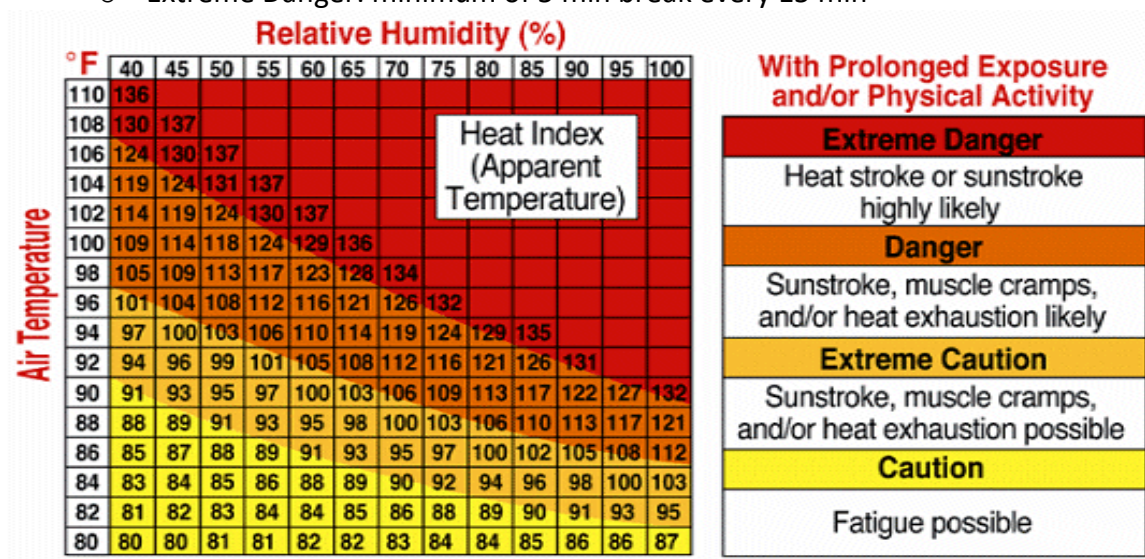 ○ Extreme Danger: minimum of 5 min break every 15 min
Relative Humidity (%)
°F 40 45 50 55 60 65 70 75 80 85 90 95 100
110 136
108 130 137
106 124 130 137
104 119 124 131 137
102 114 119 124 130 137
100 109 114 118 124 129 136
98 105 109 113 117 123 128 134
96 101 104 108 112 116 121 126 132
94 97 100 103 106 110 114 119 124 129 135
92 94 96 99 101 105 108 112 116 121 126 131
90 91 93 95 97 100 103 106 109 113 117 122 127 132
88 88 89 91 93 95 98 100 103 106 110 113 117 121
86 85 87 88 89 91 93 95 97 100 102 105 108 112
84 83 84 85 86 88 89 90 92 94 96 98 100 103
82 81 82 83 84 84 85 86 88 89 90 91 93 95
80 80 80 81 81 82 82 83 84 84 85 86 86 87
Air Temperature
Heat Index
(Apparent
Temperature)
With Prolonged Exposure
and/or Physical Activity
Extreme Danger
Heat stroke or sunstroke
highly likely
Danger
Sunstroke, muscle cramps,
and/or heat exhaustion likely
Extreme Caution
Sunstroke, muscle cramps,
and/or heat exhaustion possible
Caution
Fatigue possible